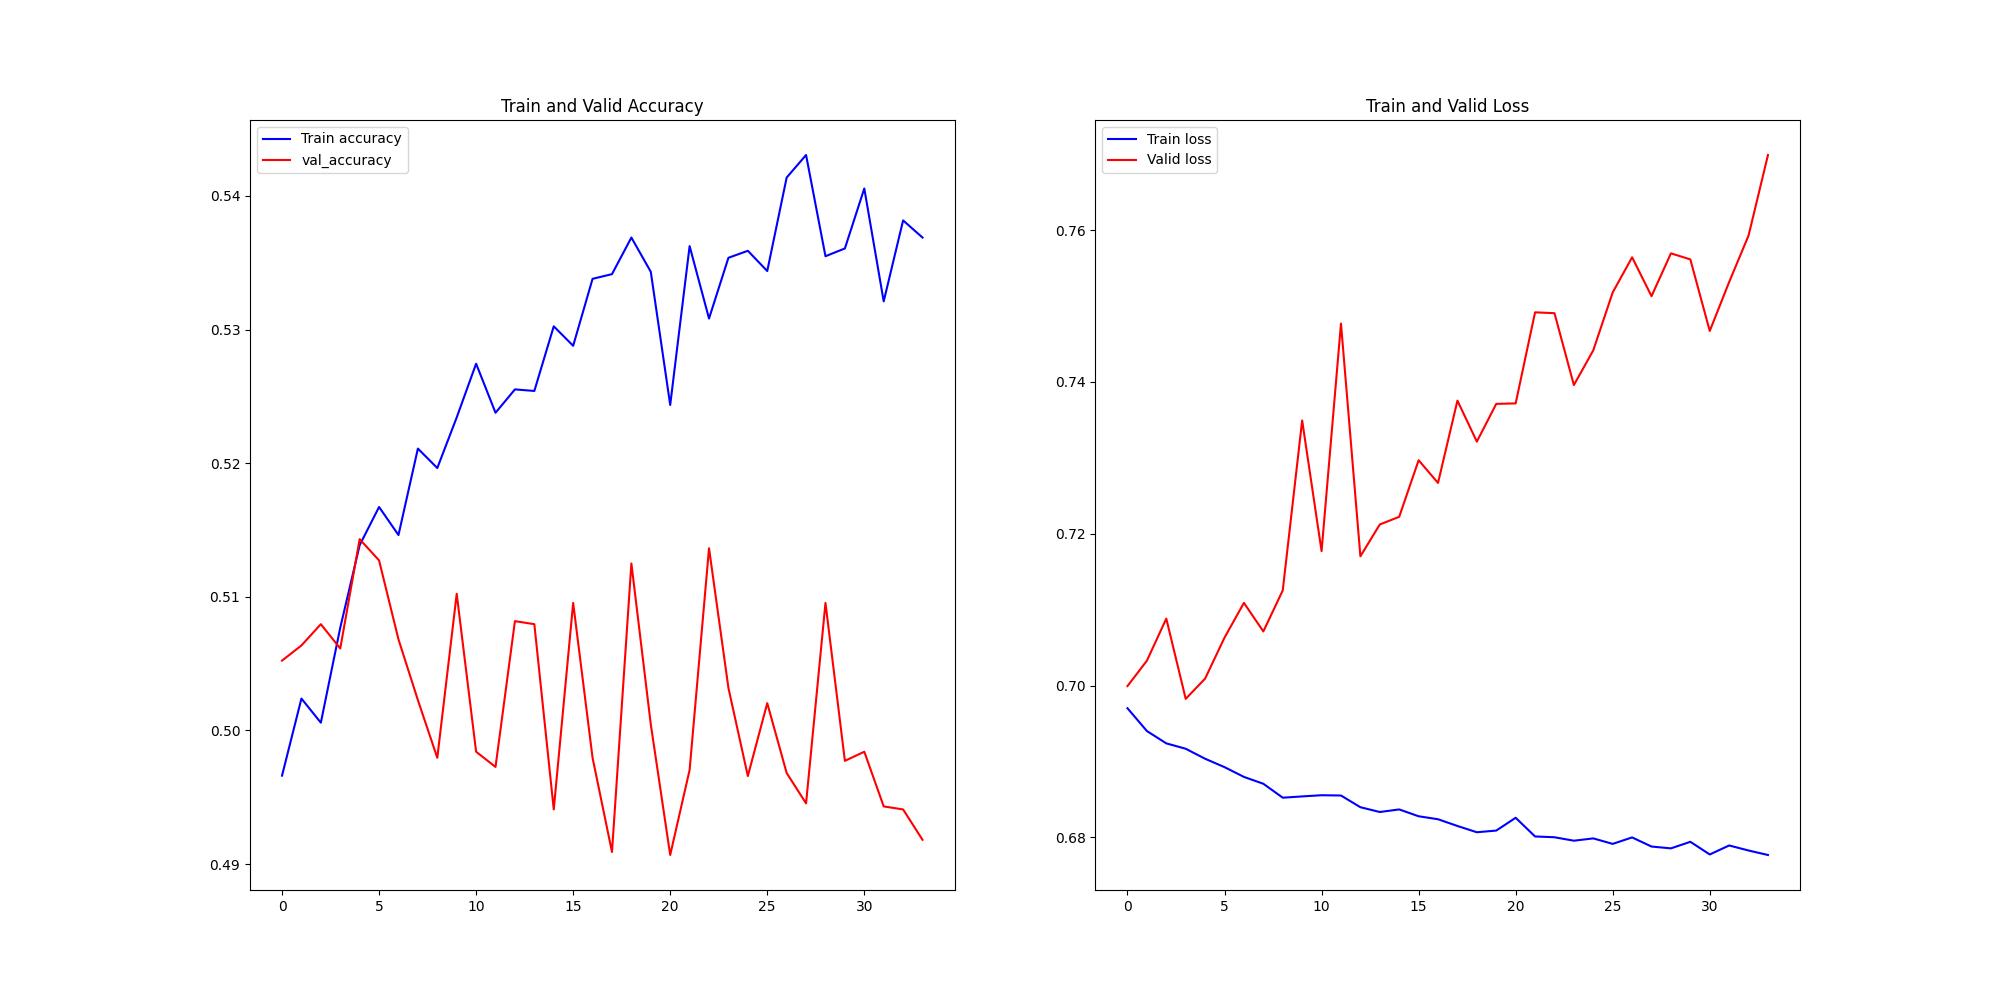 Train and Valid Accuracy
Train accuracy
val_accuracy
0.54
0.53
0.52
0.51
0.50
0.49
0 5 10 15 20 25 30
Train and Valid Loss
Train loss
Valid loss
0.76
0.74
0.72
0.70
0.68
0 5 10 15 20 25 30